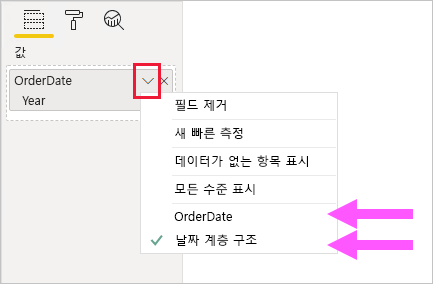 값
OrderDate
Year
필드 제거
새 빠른 측정
데이터가 없는 항목 표시
모든 수준 표시
OrderDate
날짜 계층 구조